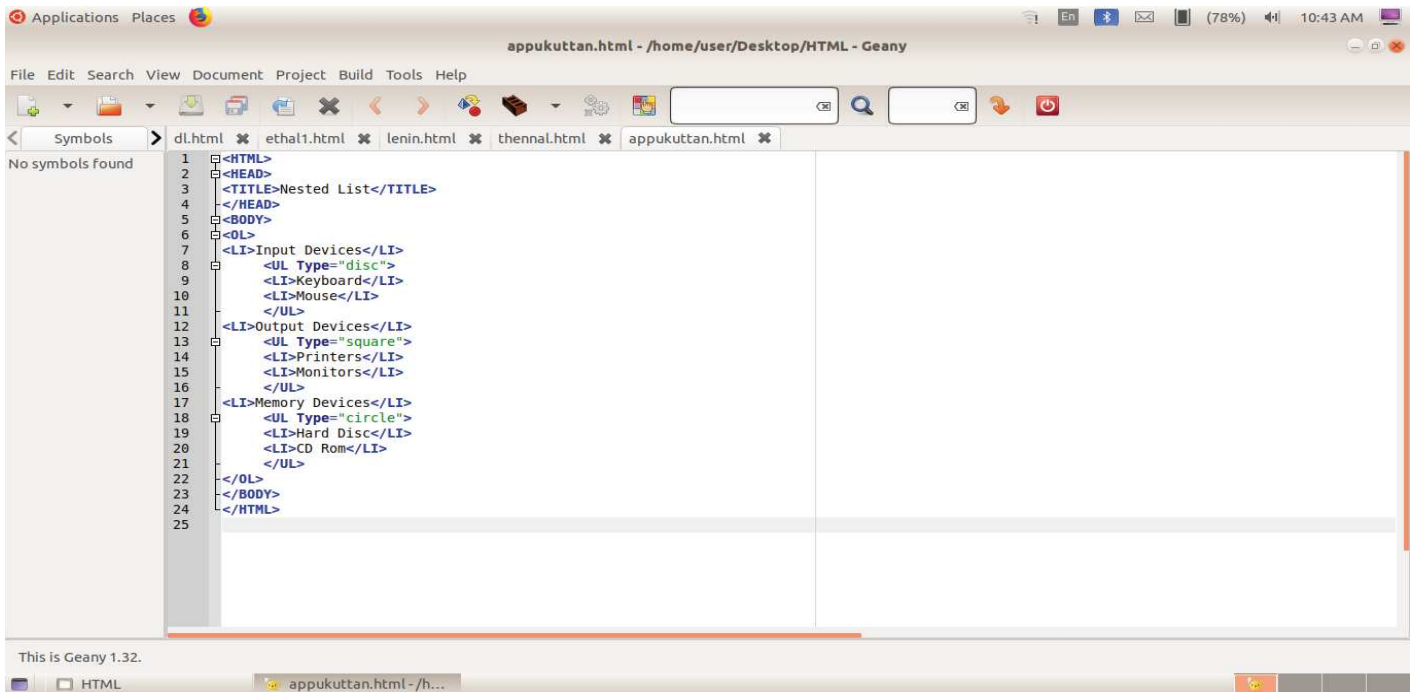 Applications Places En (78%) 10:43 AM
appukuttan.html - /home/user/Desktop/HTML - Geany
File Edit Search View Document Project Build Tools Help
Symbols dl.html ethal1.html lenin.html thennal.html appukuttan.html
No symbols found
1 <HTML>
2 <HEAD>
3 <TITLE>Nested List</TITLE>
4 </HEAD>
5 <BODY>
6 <OL>
7 <LI>Input Devices</LI>
8 <UL Type="disc">
9 <LI>Keyboard</LI>
10 <LI>Mouse</LI>
11 </UL>
12 <LI>Output Devices</LI>
13 <UL Type="square">
14 <LI>Printers</LI>
15 <LI>Monitors</LI>
16 </UL>
17 <LI>Memory Devices</LI>
18 <UL Type="circle">
19 <LI>Hard Disc</LI>
20 <LI>CD Rom</LI>
21 </UL>
22 </OL>
23 </BODY>
24 </HTML>
25
This is Geany 1.32.
HTML appukuttan.html - /h...